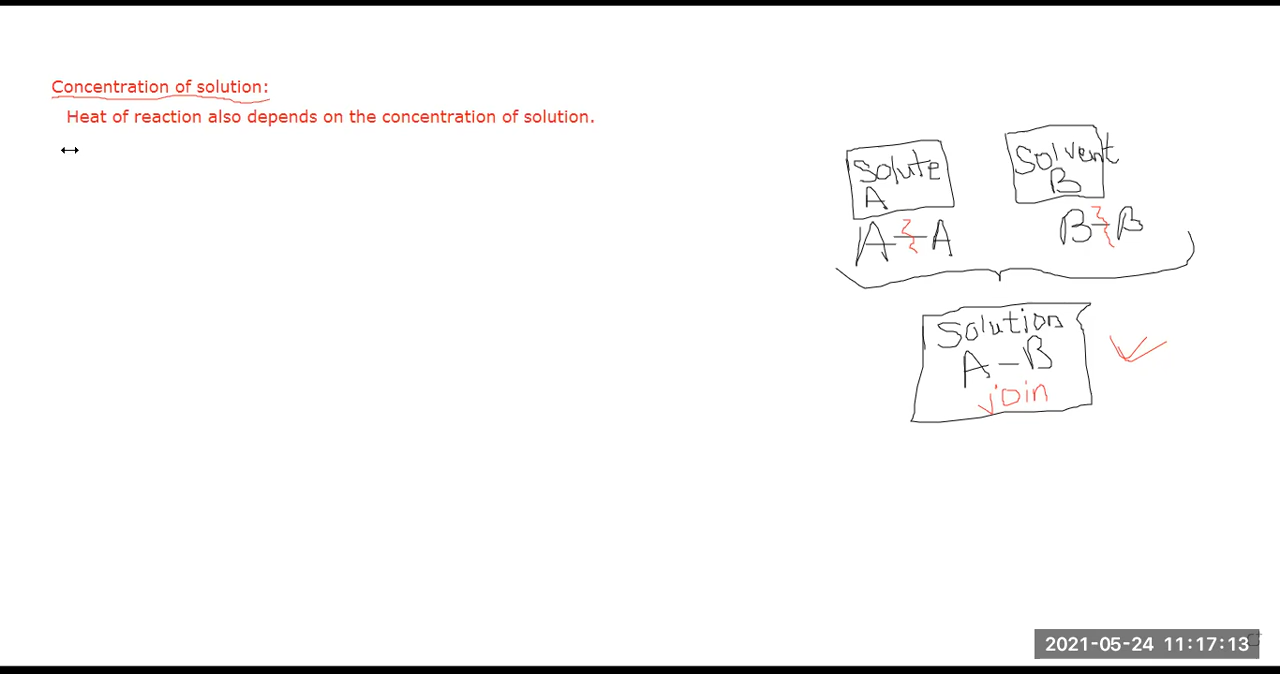 Concentration of solution:
Heat of reaction also depends on the concentration of solution.
Solute
A
Solvent
B
A-A
B-B
Solution
A-B
join
2021-05-24 11:17:13